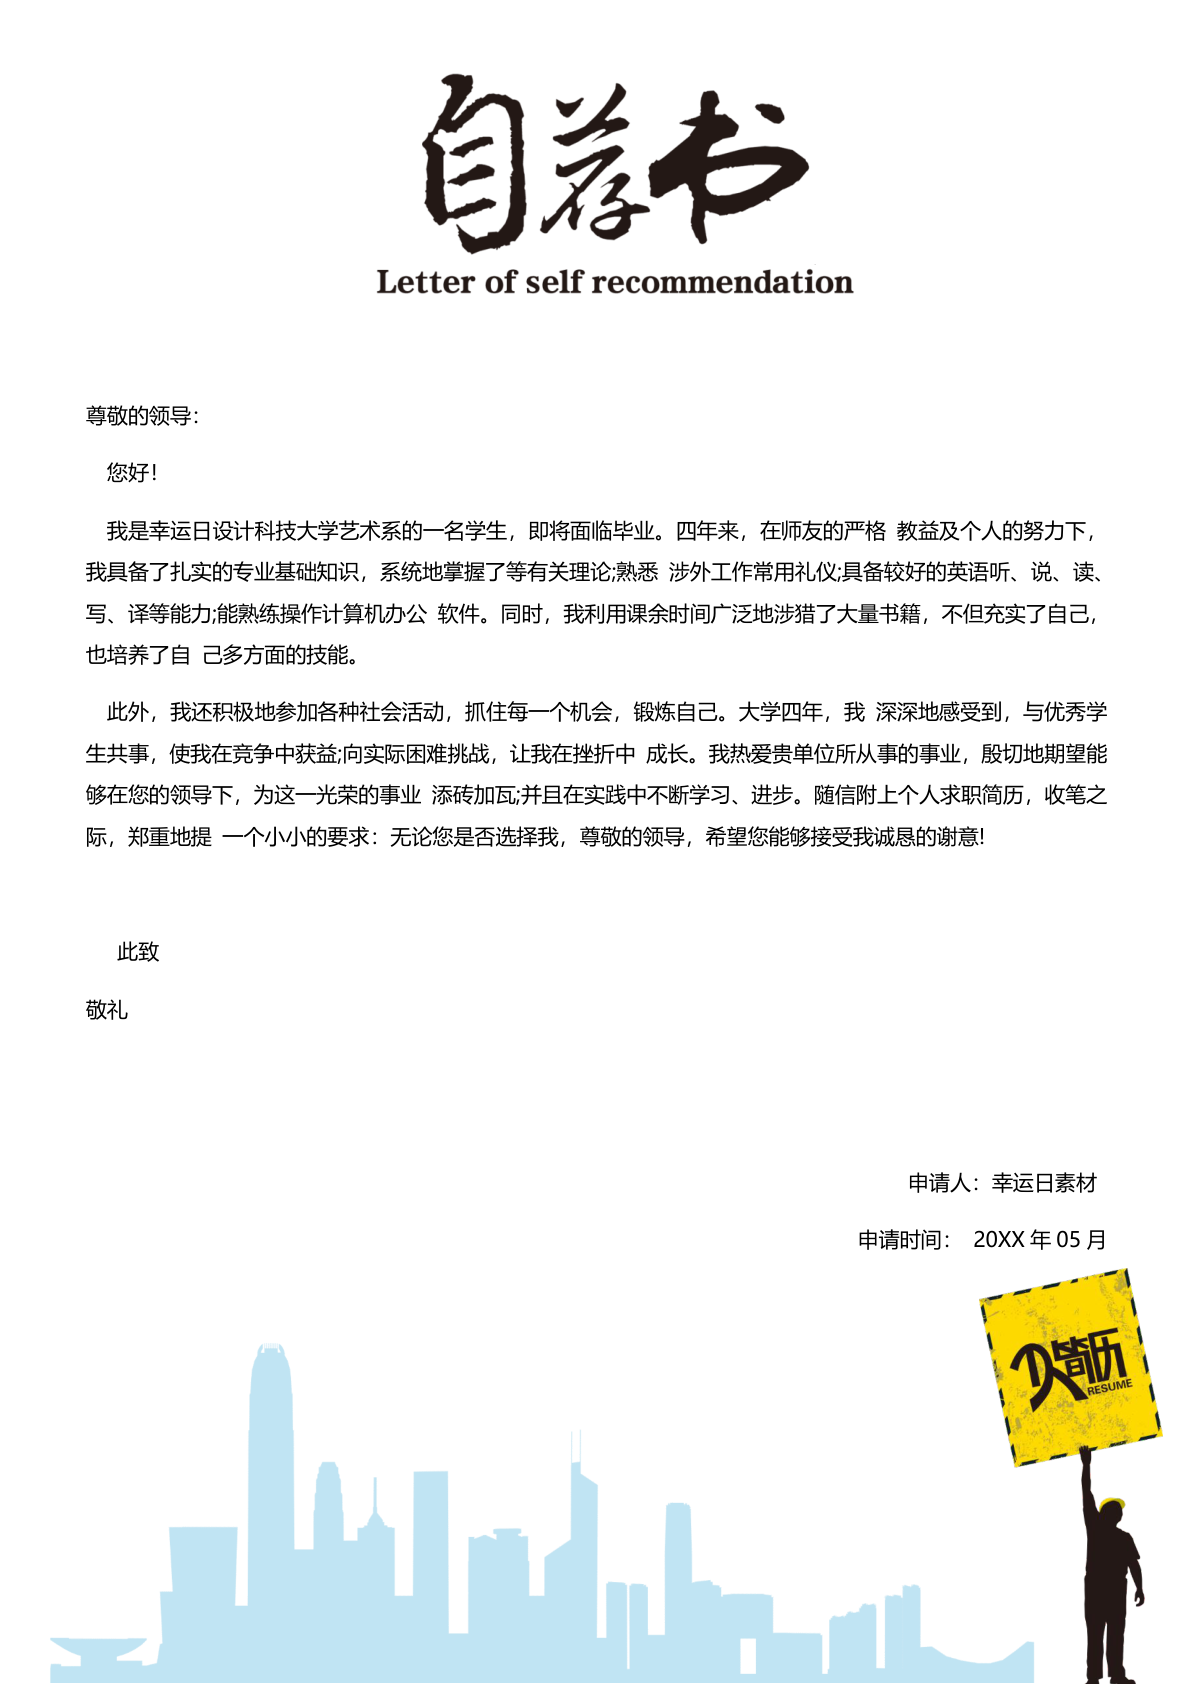 自荐书
Letter of self recommendation
尊敬的领导：
您好！
我是幸运日设计科技大学艺术系的一名学生，即将面临毕业。四年来，在师友的严格 教益及个人的努力下，
我具备了扎实的专业基础知识，系统地掌握了等有关理论;熟悉 涉外工作常用礼仪;具备较好的英语听、说、读、
写、译等能力;能熟练操作计算机办公 软件。同时，我利用课余时间广泛地涉猎了大量书籍，不但充实了自己，
也培养了自 己多方面的技能。
此外，我还积极地参加各种社会活动，抓住每一个机会，锻炼自己。大学四年，我 深深地感受到，与优秀学
生共事，使我在竞争中获益;向实际困难挑战，让我在挫折中 成长。我热爱贵单位所从事的事业，殷切地期望能
够在您的领导下，为这一光荣的事业 添砖加瓦;并且在实践中不断学习、进步。随信附上个人求职简历，收笔之
际，郑重地提 一个小小的要求：无论您是否选择我，尊敬的领导，希望您能够接受我诚恳的谢意!
此致
敬礼
申请人：幸运日素材
申请时间： 20XX 年 05 月
简历
RESUME